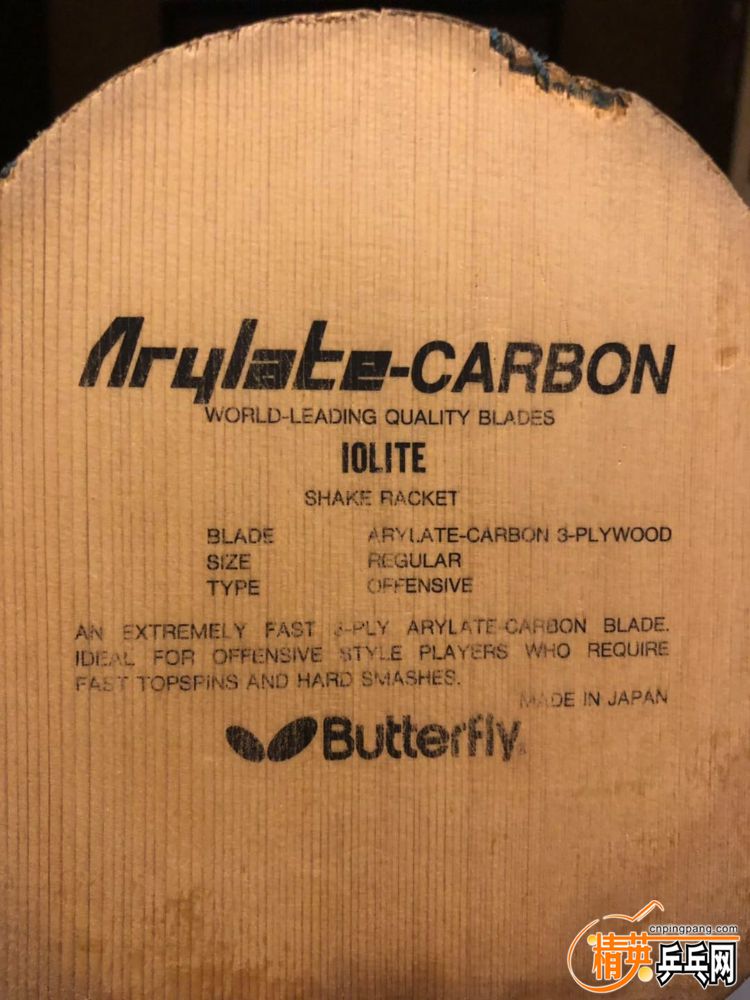 Arylate-CARBON
WORLD-LEADING QUALITY BLADES
IOLITE
SHAKE RACKET
BLADE ARYLATE-CARBON 3-PLYWOOD
SIZE REGULAR
TYPE OFFENSIVE
AN EXTREMELY FAST 3-PLY ARYLATE-CARBON BLADE.
IDEAL FOR OFFENSIVE STYLE PLAYERS WHO REQUIRE
FAST TOPSPINS AND HARD SMASHES.
MADE IN JAPAN
Butterfly
cnpingpang.com
精英乒乓网